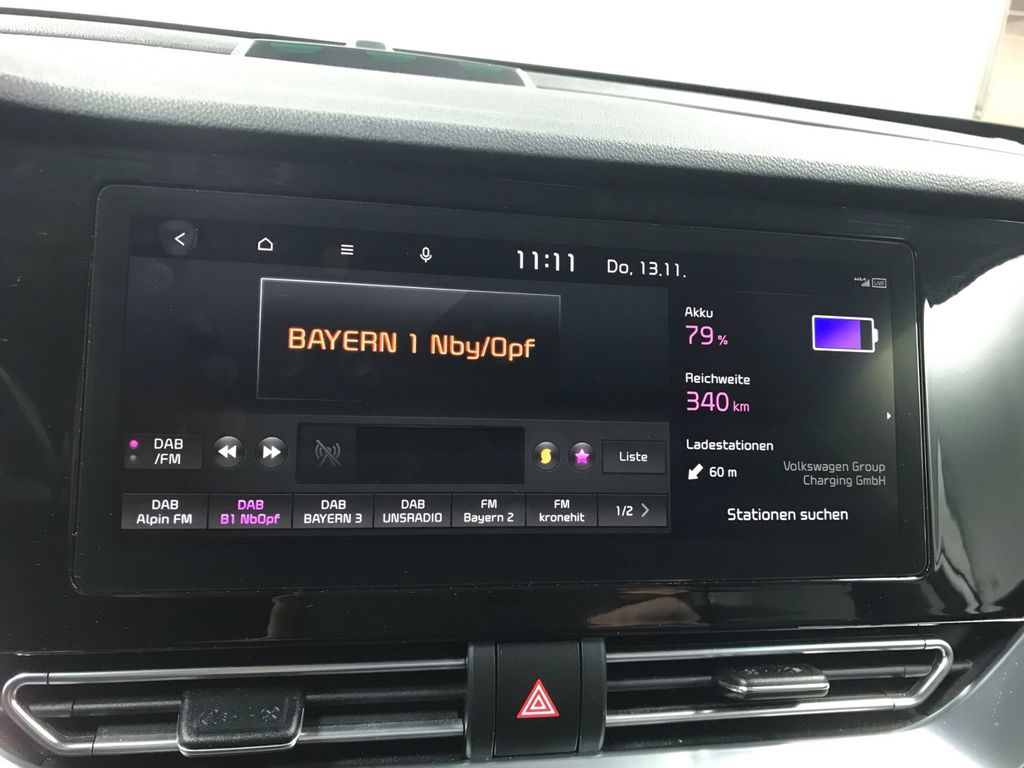 11:11 Do, 13.11.
LIVE
BAYERN 1 Nby/Opf
Akku
79 %
Reichweite
340 km
Ladestationen
60 m
Volkswagen Group
Charging GmbH
Stationen suchen
DAB
/FM
Liste
DAB
Alpin FM
DAB
B1 NbOpf
DAB
BAYERN 3
DAB
UNSRADIO
FM
Bayern 2
FM
kronehit
1/2